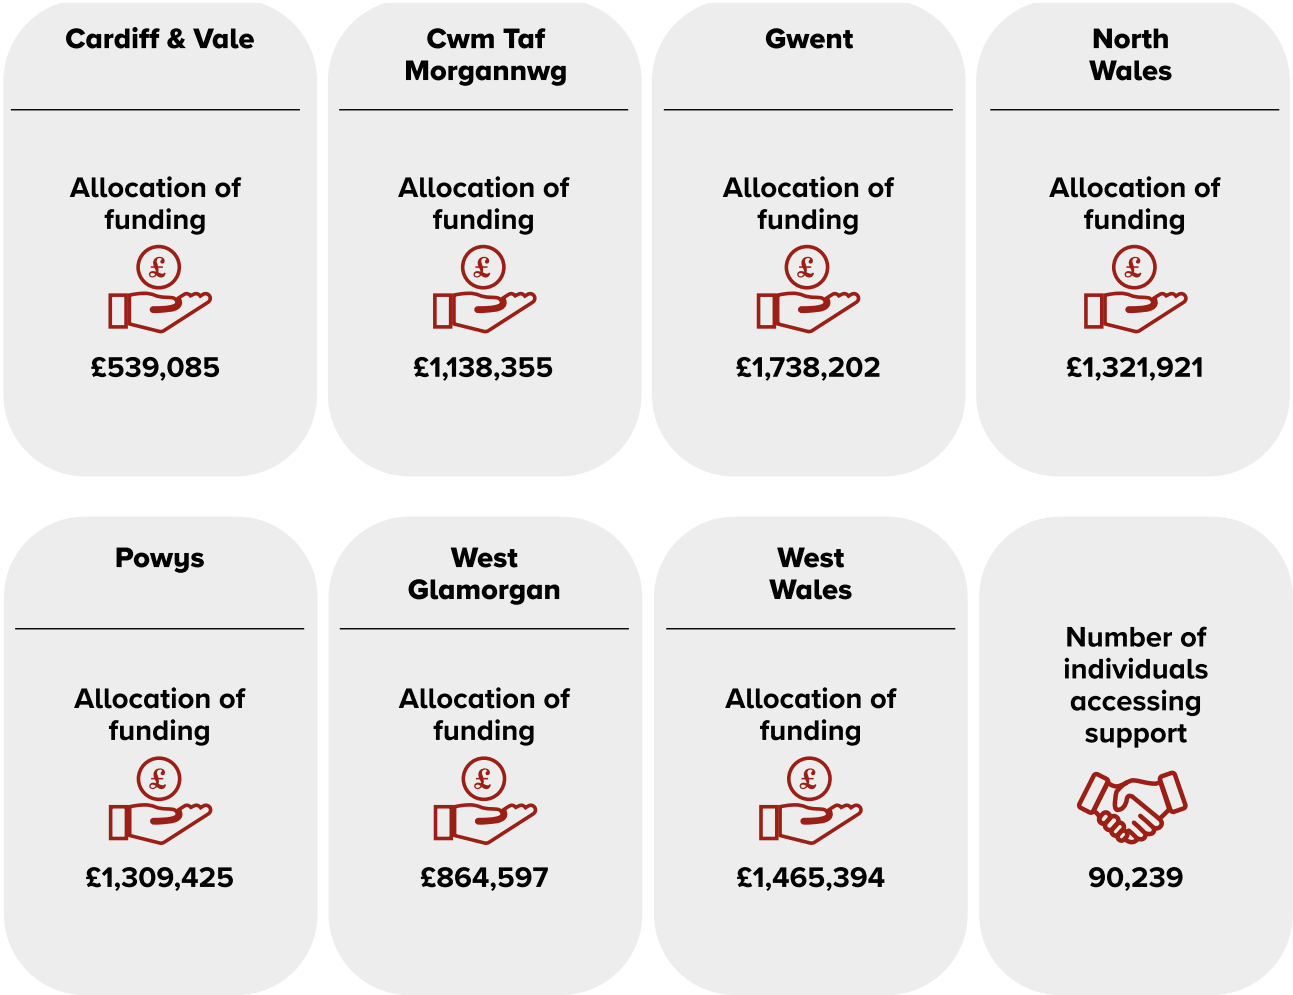 Cardiff & Vale
Allocation of
funding
£
£539,085
Cwm Taf
Morgannwg
Allocation of
funding
£
£1,138,355
Gwent
Allocation of
funding
£
£1,738,202
North
Wales
Allocation of
funding
£
£1,321,921
Powys
Allocation of
funding
£
£1,309,425
West
Glamorgan
Allocation of
funding
£
£864,597
West
Wales
Allocation of
funding
£
£1,465,394
Number of
individuals
accessing
support
90,239